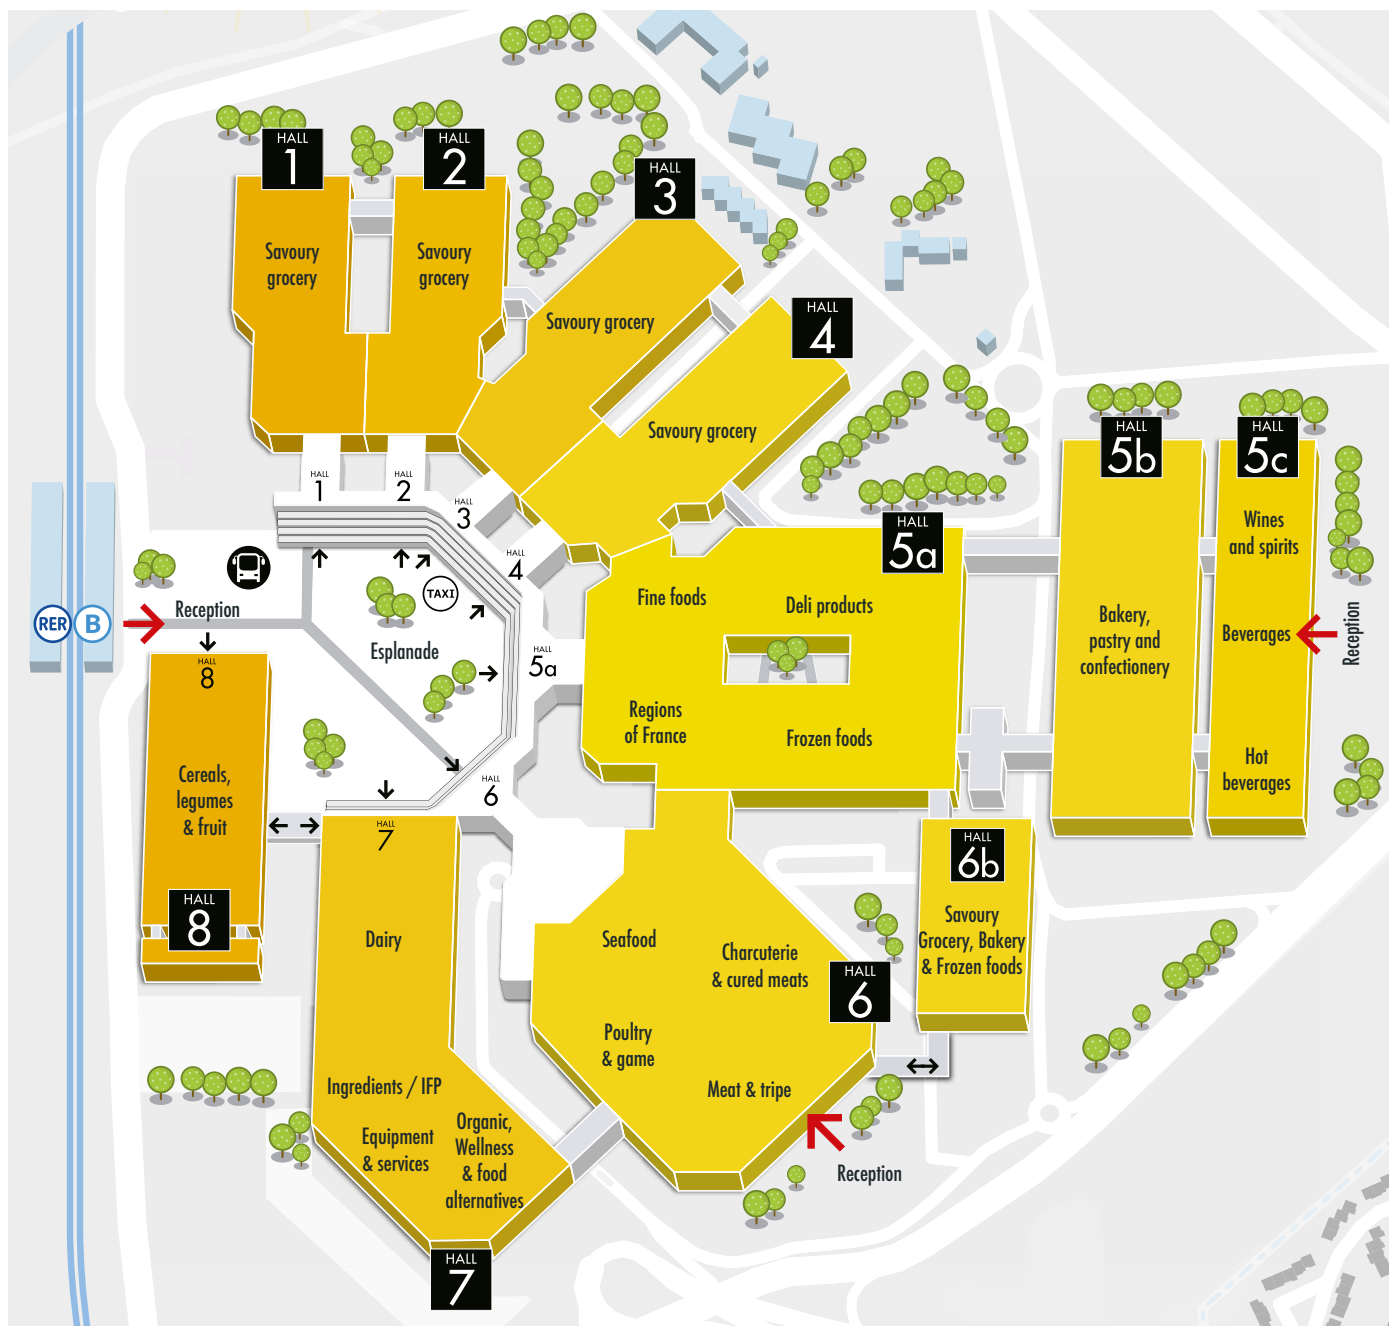 HALL
1
HALL
2
HALL
3
HALL
4
Savoury
grocery
Savoury
grocery
Savoury grocery
Savoury grocery
HALL
5b
HALL
5c
HALL
5a
HALL
1
HALL
2
HALL
3
HALL
4
HALL
5a
HALL
6
HALL
7
HALL
8
TAXI
RER
B
Reception
Esplanade
Fine foods
Deli products
Regions
of France
Frozen foods
Bakery,
pastry and
confectionery
Wines
and spirits
Beverages
Hot
beverages
Reception
Cereals,
legumes
& fruit
HALL
8
Dairy
Ingredients / IFP
Equipment
& services
Organic,
Wellness
& food
alternatives
HALL
7
Seafood
Charcuterie
& cured meats
Poultry
& game
Meat & tripe
HALL
6
Reception
HALL
6b
Savoury
Grocery, Bakery
& Frozen foods